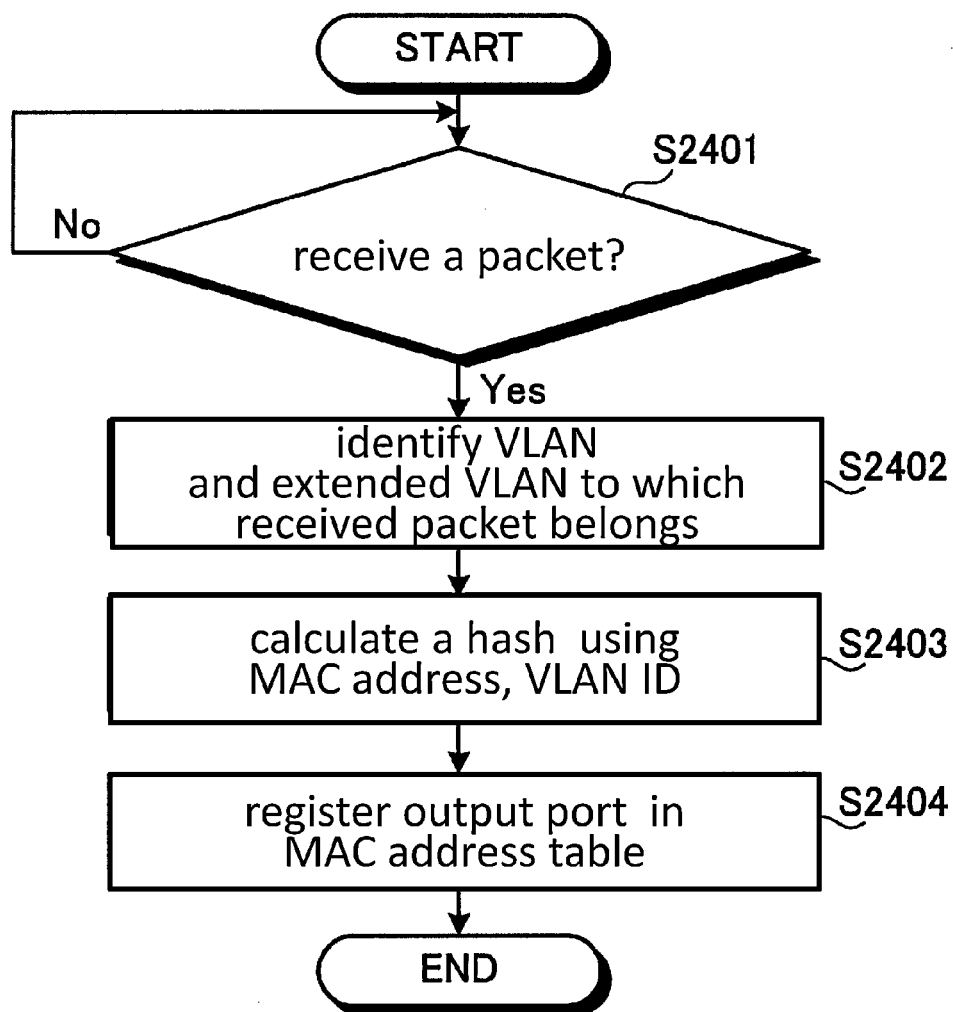 START
S2401
No
receive a packet?
Yes
identify VLAN
and extended VLAN to which
received packet belongs
S2402
calculate a hash using
MAC address, VLAN ID
S2403
register output port in
MAC address table
S2404
END